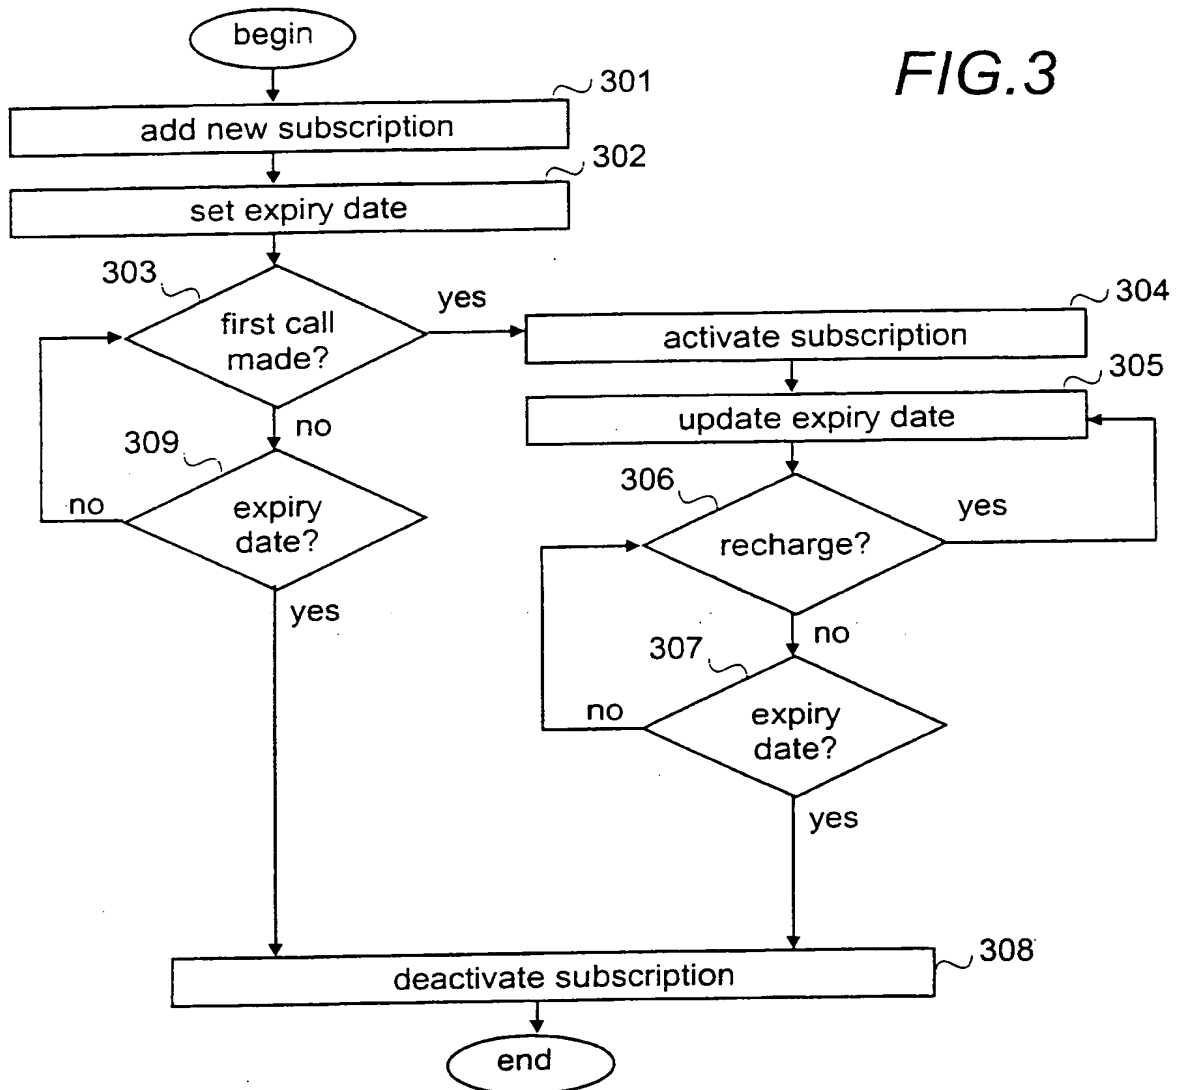 begin
FIG.3
301
add new subscription
302
set expiry date
303
first call
made?
yes
304
activate subscription
305
update expiry date
no
309
expiry
date?
no
yes
306
recharge?
yes
no
307
expiry
date?
no
yes
deactivate subscription
308
end